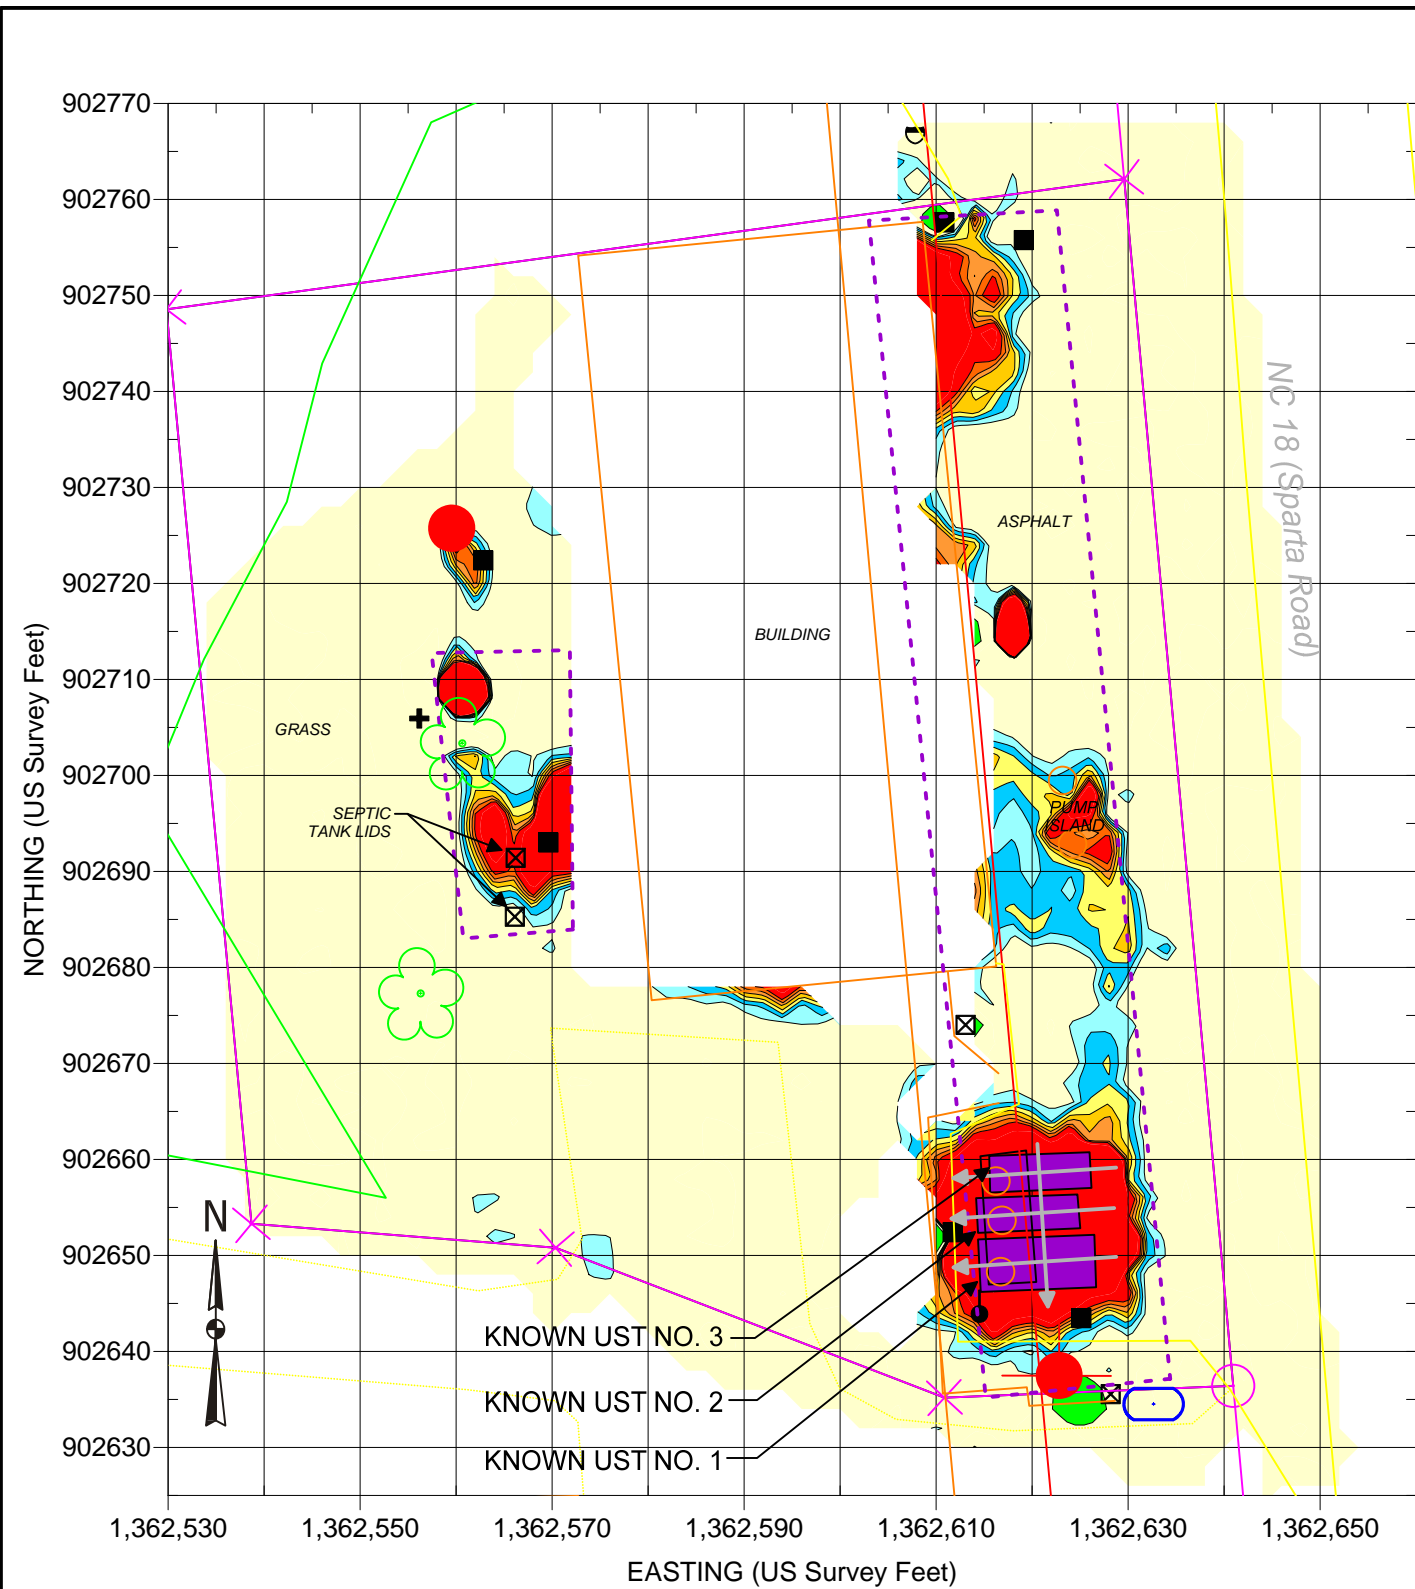 902770
902760
902750
902740
902730
902720
902710
902700
902690
902680
902670
902660
902650
902640
902630
NORTHING (US Survey Feet)
NC 18 (Sparta Road)
ASPHALT
BUILDING
GRASS
SEPTIC
TANK LIDS
PUMP
ISLAND
N
KNOWN UST NO. 3
KNOWN UST NO. 2
KNOWN UST NO. 1
1,362,530
1,362,550
1,362,570
1,362,590
1,362,610
1,362,630
1,362,650
EASTING (US Survey Feet)